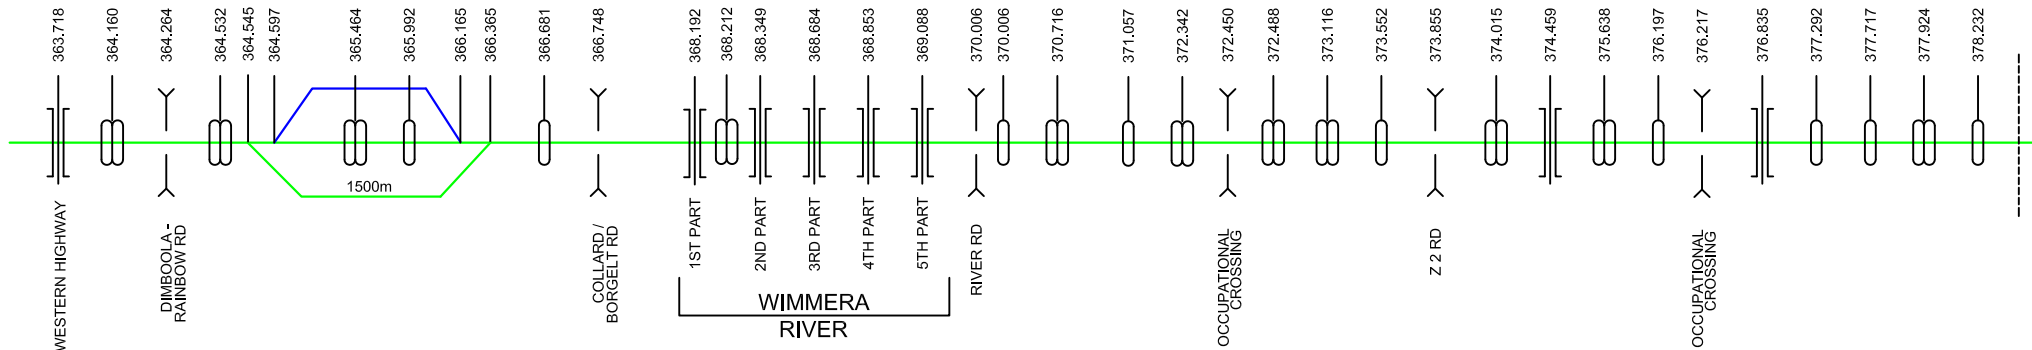 363.718
364.160
364.264
364.532
364.545
364.597
365.464
365.992
366.165
366.365
366.681
366.748
368.192
368.212
368.349
368.684
368.853
369.088
370.006
370.006
370.716
371.057
372.342
372.450
372.488
373.116
373.552
373.855
374.015
374.459
375.638
376.197
376.217
376.835
377.292
377.717
377.924
378.232
1500m
WESTERN HIGHWAY
DIMBOOLA -
RAINBOW RD
COLLARD /
BORGELT RD
1ST PART
2ND PART
3RD PART
4TH PART
5TH PART
WIMMERA
RIVER
RIVER RD
OCCUPATIONAL
CROSSING
Z 2 RD
OCCUPATIONAL
CROSSING